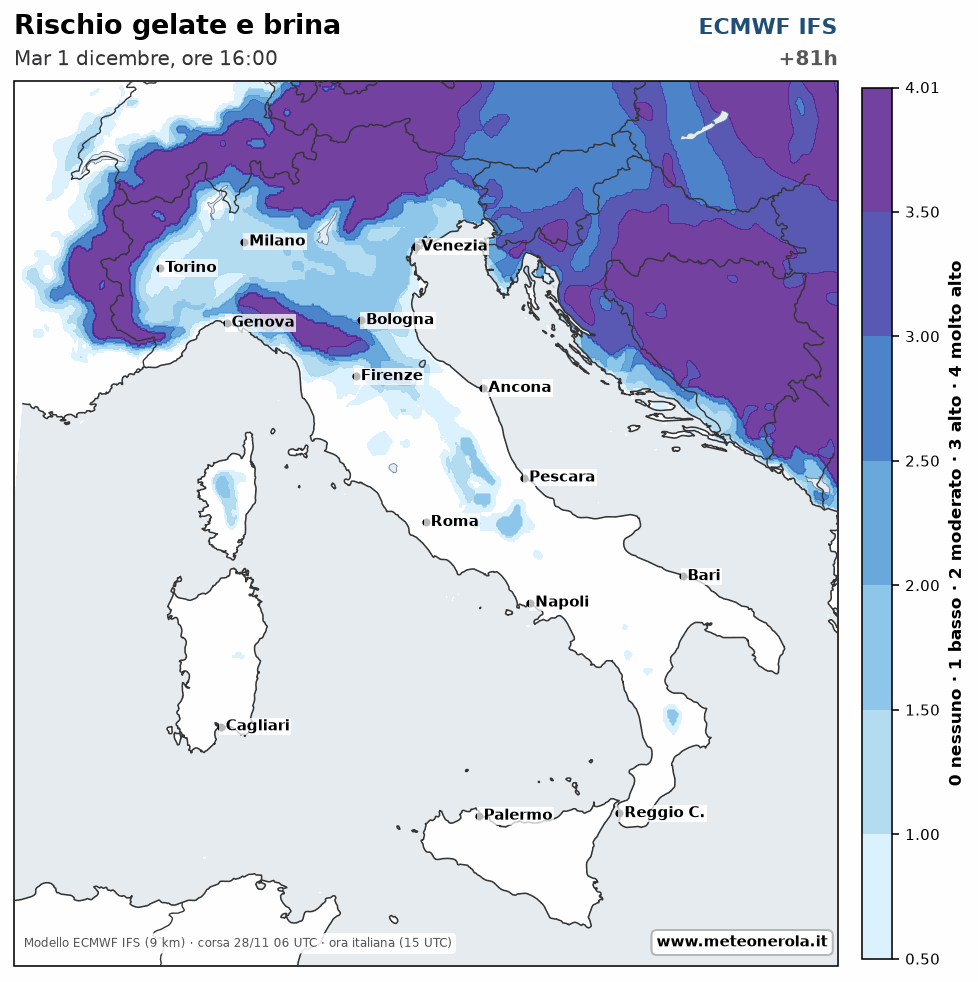 Rischio gelate e brina
ECMWF IFS
Mar 1 dicembre, ore 16:00
+81h
4.01
3.50
3.00
2.50
2.00
1.50
1.00
0.50
0 nessuno · 1 basso · 2 moderato · 3 alto · 4 molto alto
Milano
Venezia
Torino
Genova
Bologna
Firenze
Ancona
Pescara
Roma
Bari
Napoli
Cagliari
Palermo
Reggio C.
Modello ECMWF IFS (9 km) · corsa 28/11 06 UTC · ora italiana (15 UTC)
www.meteonerola.it